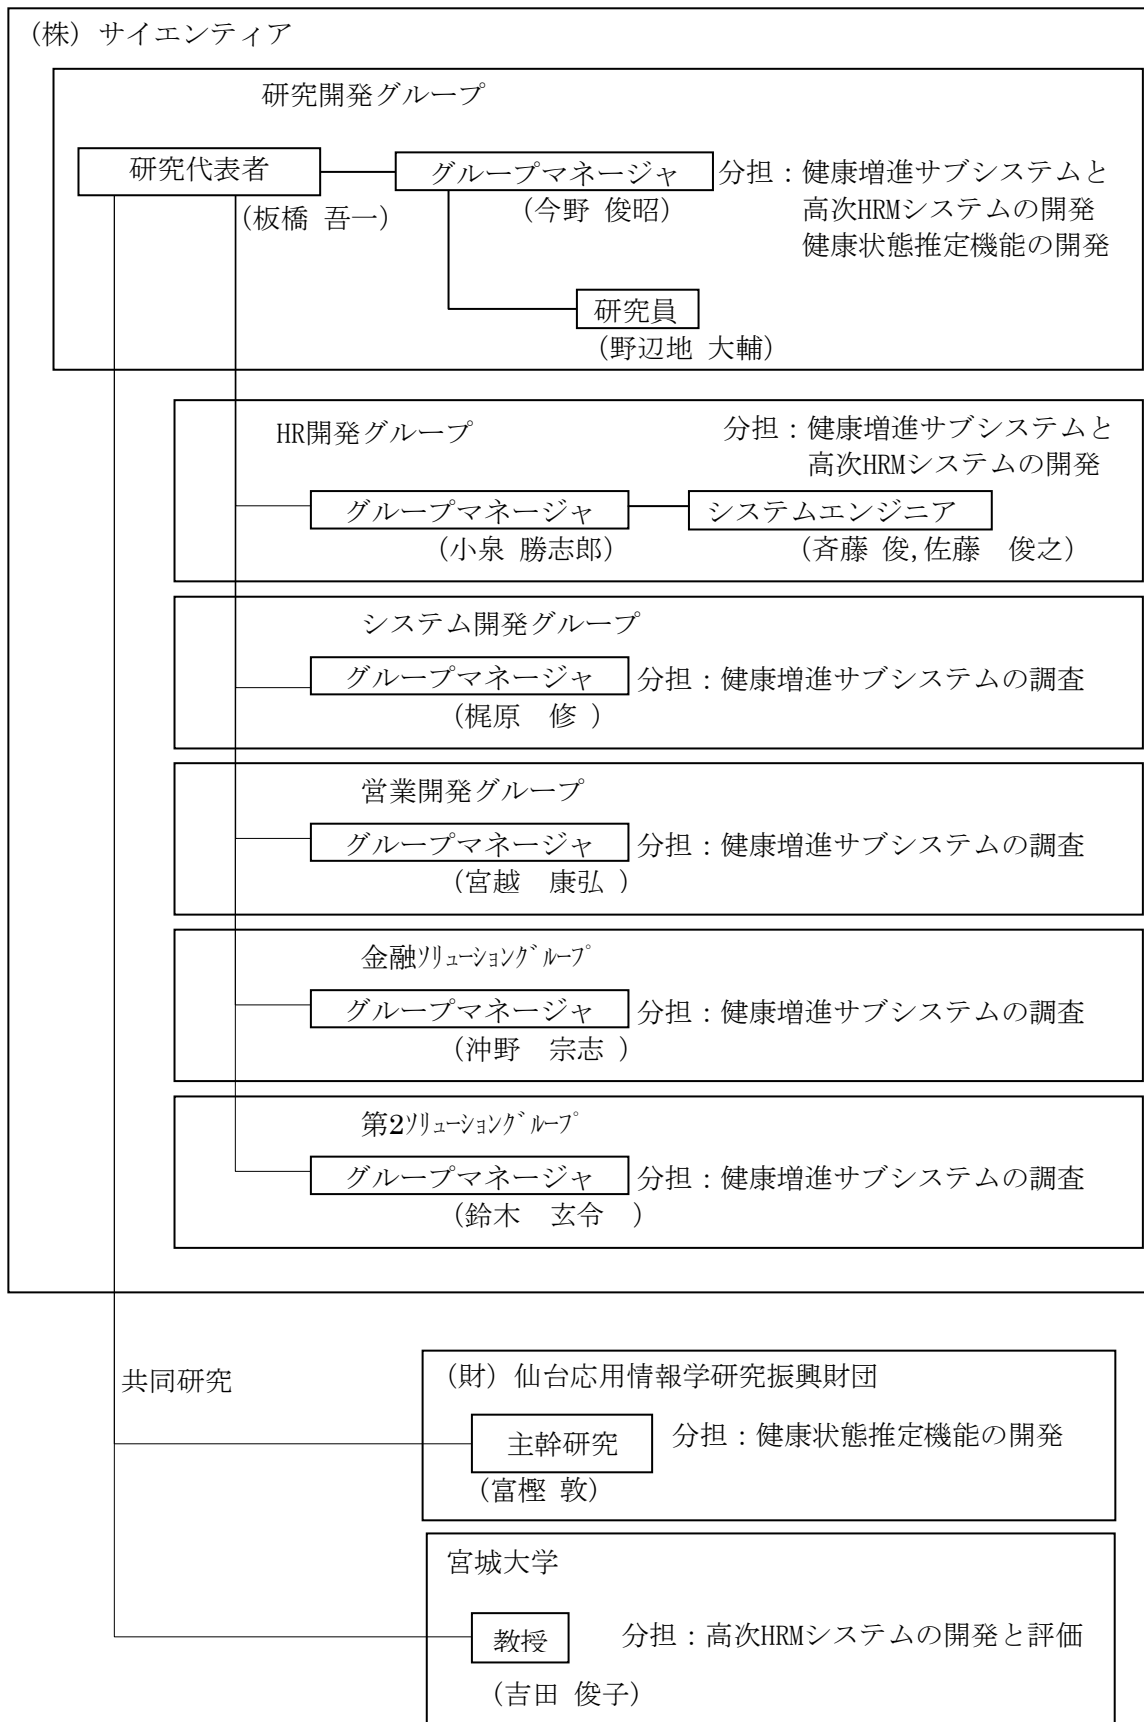 (株) サイエンティア
研究開発グループ
研究代表者
(板橋 吾一)
グループマネージャ
(今野 俊昭)
分担：健康増進サブシステムと
高次HRMシステムの開発
健康状態推定機能の開発
研究員
(野辺地 大輔)
HR開発グループ
分担：健康増進サブシステムと
高次HRMシステムの開発
グループマネージャ
(小泉 勝志郎)
システムエンジニア
(斉藤 俊,佐藤　俊之)
システム開発グループ
グループマネージャ
分担：健康増進サブシステムの調査
(梶原　修 )
営業開発グループ
グループマネージャ
分担：健康増進サブシステムの調査
(宮越　康弘 )
金融ｿﾘｭｰｼｮﾝｸﾞﾙｰﾌﾟ
グループマネージャ
分担：健康増進サブシステムの調査
(沖野　宗志 )
第2ｿﾘｭｰｼｮﾝｸﾞﾙｰﾌﾟ
グループマネージャ
分担：健康増進サブシステムの調査
(鈴木　玄令　)
共同研究
(財) 仙台応用情報学研究振興財団
主幹研究
分担：健康状態推定機能の開発
(富樫 敦)
宮城大学
教授
分担：高次HRMシステムの開発と評価
(吉田 俊子)